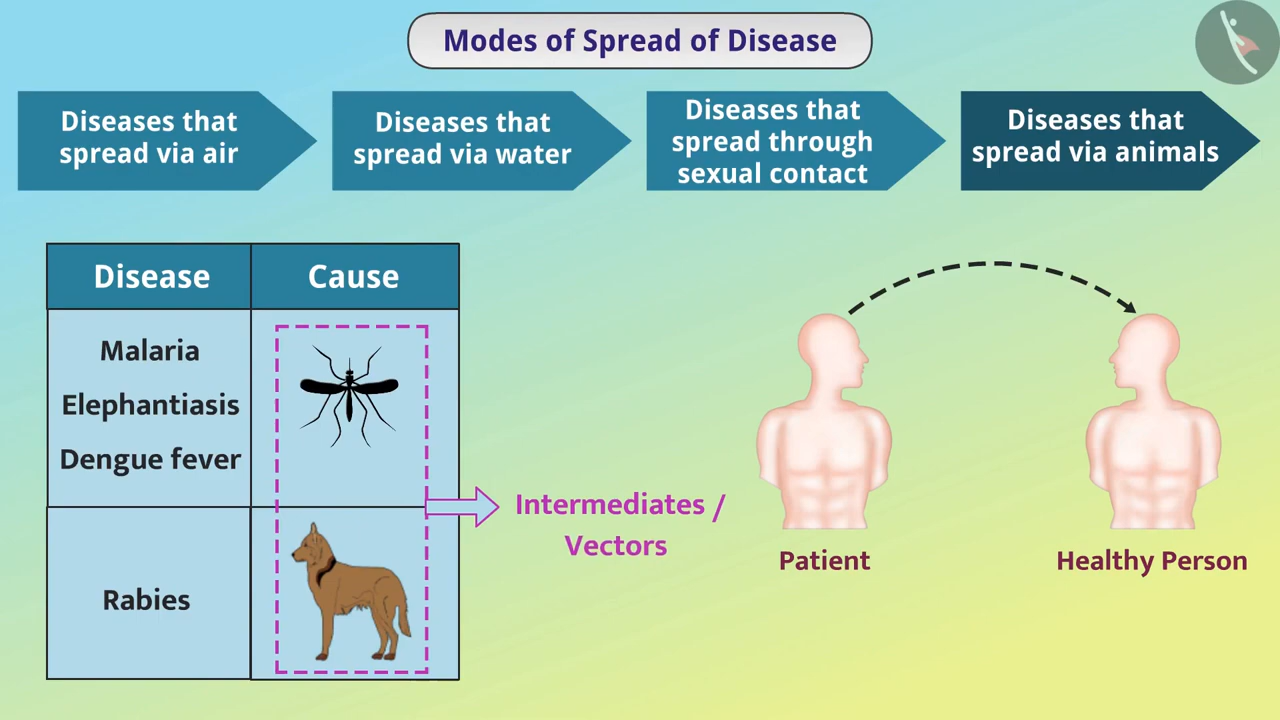 Modes of Spread of Disease
Diseases that
spread via air
Diseases that
spread via water
Diseases that
spread through
sexual contact
Diseases that
spread via animals
Disease
Cause
Malaria
Elephantiasis
Dengue fever
Rabies
Intermediates /
Vectors
Patient
Healthy Person